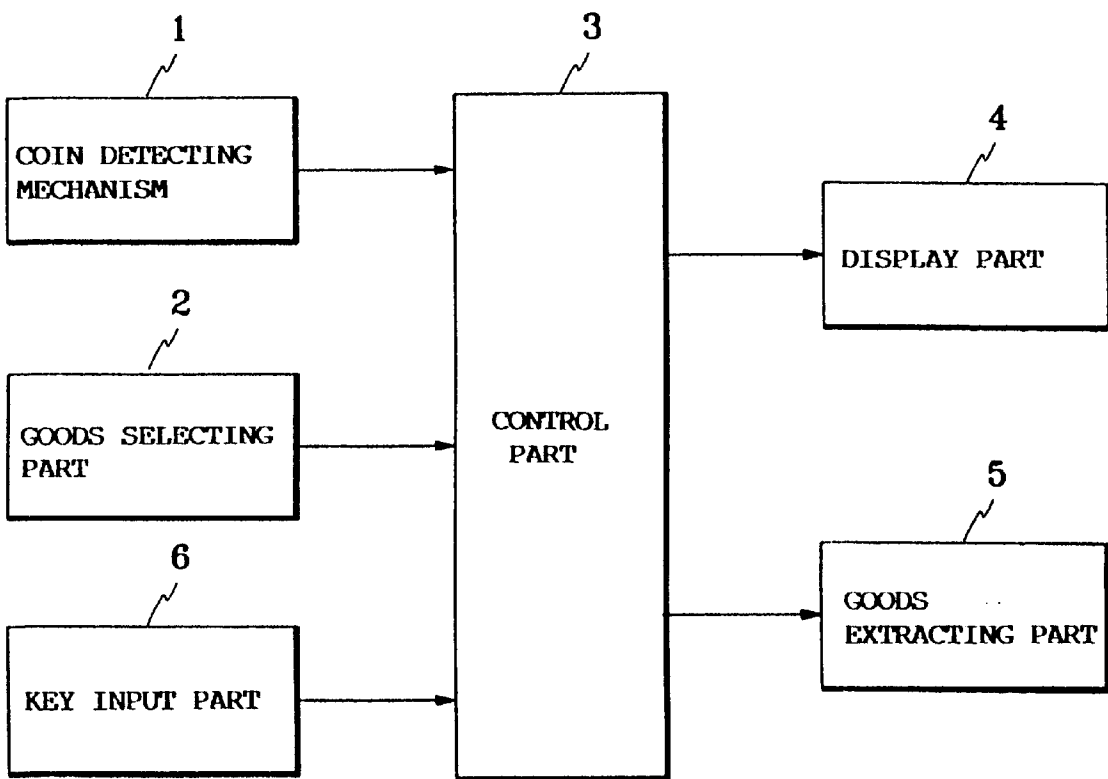 1
COIN DETECTING
MECHANISM
2
GOODS SELECTING
PART
6
KEY INPUT PART
3
CONTROL
PART
4
DISPLAY PART
5
GOODS
EXTRACTING PART